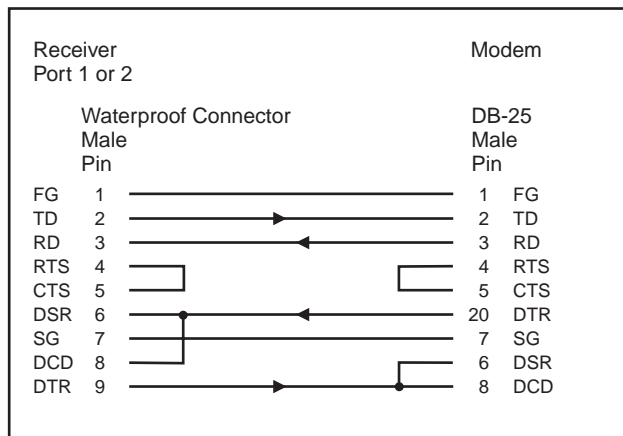 Receiver Modem
Port 1 or 2
Waterproof Connector DB-25
Male Male
Pin Pin
FG 1 1 FG
TD 2 2 TD
RD 3 3 RD
RTS 4 4 RTS
CTS 5 5 CTS
DSR 6 20 DTR
SG 7 7 SG
DCD 8 6 DSR
DTR 9 8 DCD